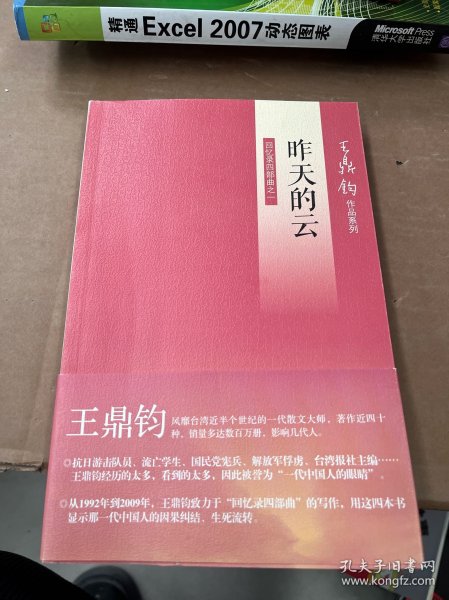 精通Excel 2007动态图表
Microsoft Press
清华大学出版社
王鼎钧作品系列
昨天的云
回忆录四部曲之一
王鼎钧
风靡台湾近半个世纪的一代散文大师，著作近四十
种，销量多达数百万册，影响几代人。
抗日游击队员、流亡学生、国民党宪兵、解放军俘虏、台湾报社主编……
王鼎钧经历的太多，看到的太多，因此被誉为“一代中国人的眼睛”。
从1992年到2009年，王鼎钧致力于“回忆录四部曲”的写作，用这四本书
显示那一代中国人的因果纠结、生死流转。
孔夫子旧书网
www.kongfz.com